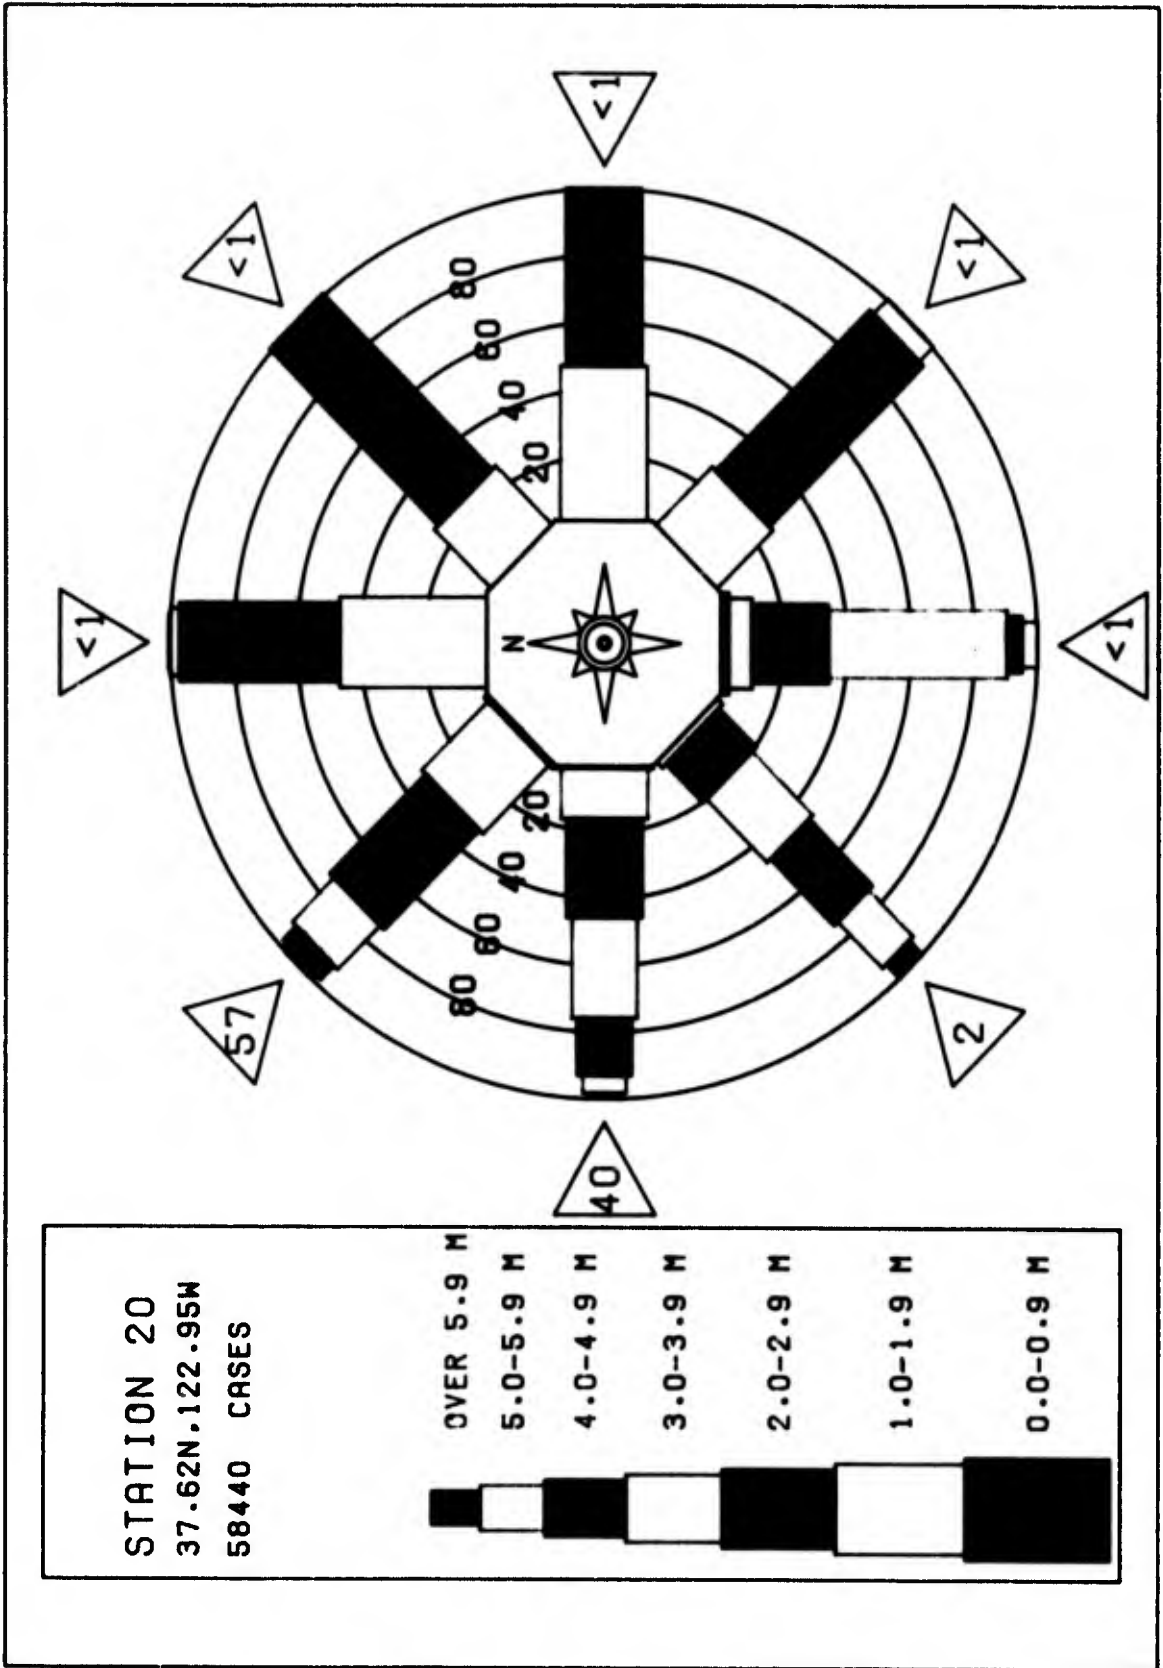 STATION 20
37.62N,122.95W
58440 CASES
OVER 5.9 M
5.0-5.9 M
4.0-4.9 M
3.0-3.9 M
2.0-2.9 M
1.0-1.9 M
0.0-0.9 M
<1
57 <1
80 80
60 60
40 N 40
20 20
40 <1
2 <1
<1